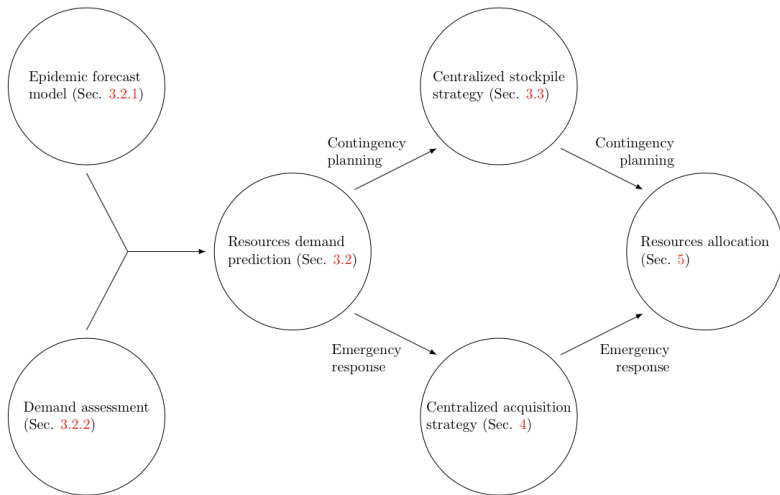 Epidemic forecast
model (Sec. 3.2.1)
Centralized stockpile
strategy (Sec. 3.3)
Contingency
planning
Contingency
planning
Resources demand
prediction (Sec. 3.2)
Resources allocation
(Sec. 5)
Emergency
response
Emergency
response
Demand assessment
(Sec. 3.2.2)
Centralized acquisition
strategy (Sec. 4)